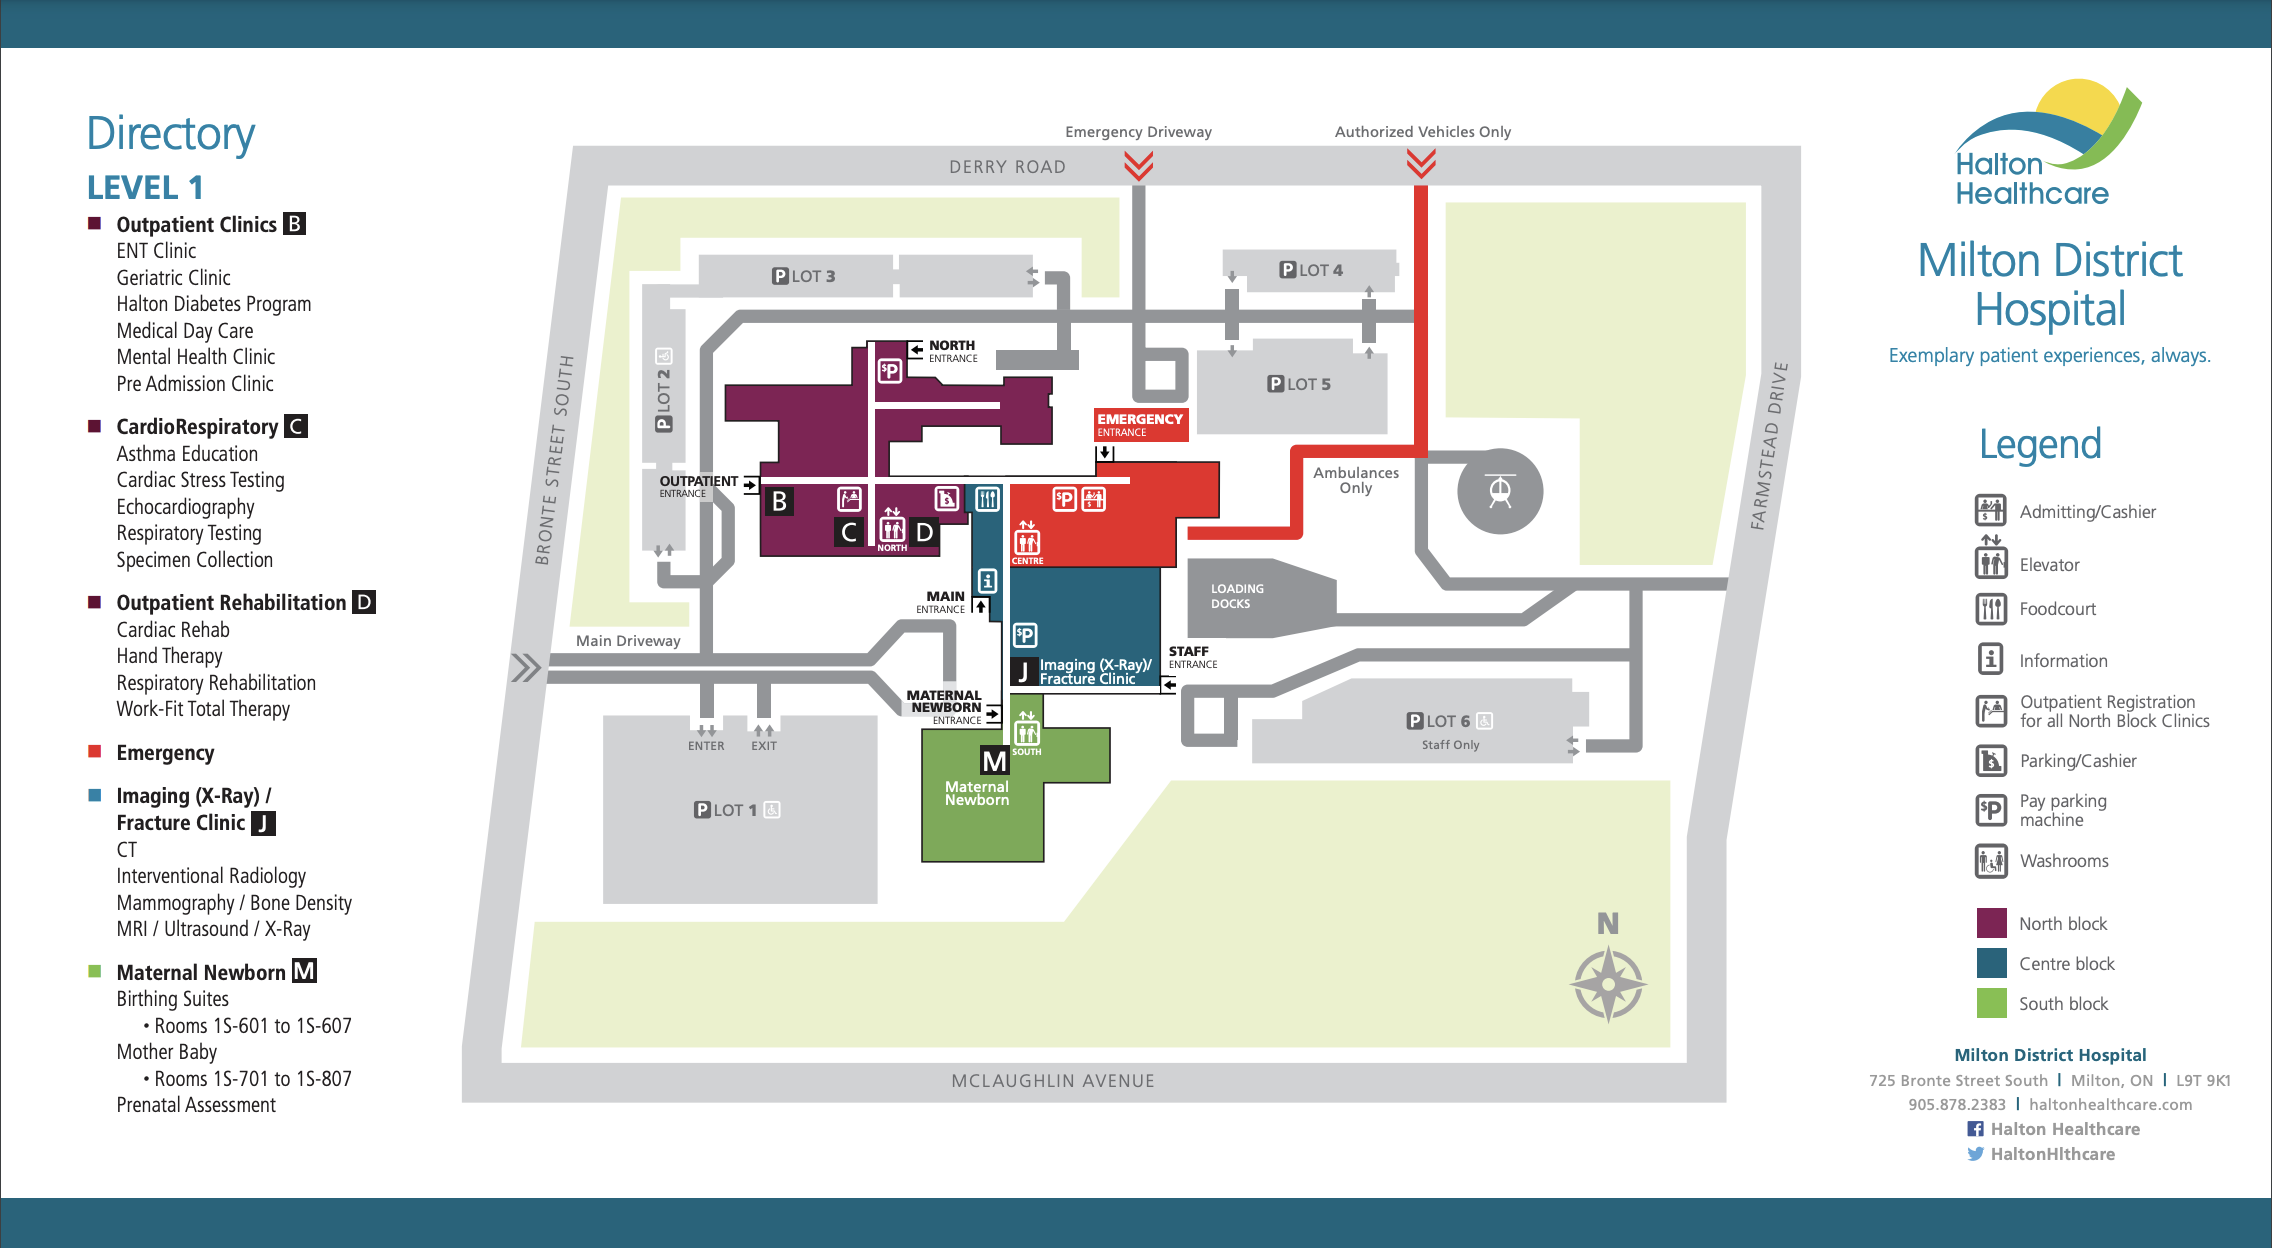 Directory
LEVEL 1
Outpatient Clinics B
ENT Clinic
Geriatric Clinic
Halton Diabetes Program
Medical Day Care
Mental Health Clinic
Pre Admission Clinic
CardioRespiratory C
Asthma Education
Cardiac Stress Testing
Echocardiography
Respiratory Testing
Specimen Collection
Outpatient Rehabilitation D
Cardiac Rehab
Hand Therapy
Respiratory Rehabilitation
Work-Fit Total Therapy
Emergency
Imaging (X-Ray) /
Fracture Clinic J
CT
Interventional Radiology
Mammography / Bone Density
MRI / Ultrasound / X-Ray
Maternal Newborn M
Birthing Suites
• Rooms 1S-601 to 1S-607
Mother Baby
• Rooms 1S-701 to 1S-807
Prenatal Assessment
Emergency Driveway
Authorized Vehicles Only
DERRY ROAD
BRONTE STREET SOUTH
FARMSTEAD DRIVE
MCLAUGHLIN AVENUE
P LOT 3
P LOT 4
P LOT 2
P LOT 5
NORTH
ENTRANCE
$P
EMERGENCY
ENTRANCE
OUTPATIENT
ENTRANCE
Ambulances
Only
B
C
D
NORTH
$P
CENTRE
LOADING
DOCKS
MAIN
ENTRANCE
i
$P
Main Driveway
J
Imaging (X-Ray)/
Fracture Clinic
STAFF
ENTRANCE
MATERNAL
NEWBORN
ENTRANCE
SOUTH
M
Maternal
Newborn
ENTER
EXIT
P LOT 1
P LOT 6
Staff Only
N
Halton
Healthcare
Milton District
Hospital
Exemplary patient experiences, always.
Legend
Admitting/Cashier
Elevator
Foodcourt
i Information
Outpatient Registration
for all North Block Clinics
Parking/Cashier
$P Pay parking
machine
Washrooms
North block
Centre block
South block
Milton District Hospital
725 Bronte Street South | Milton, ON | L9T 9K1
905.878.2383 | haltonhealthcare.com
Halton Healthcare
HaltonHlthcare